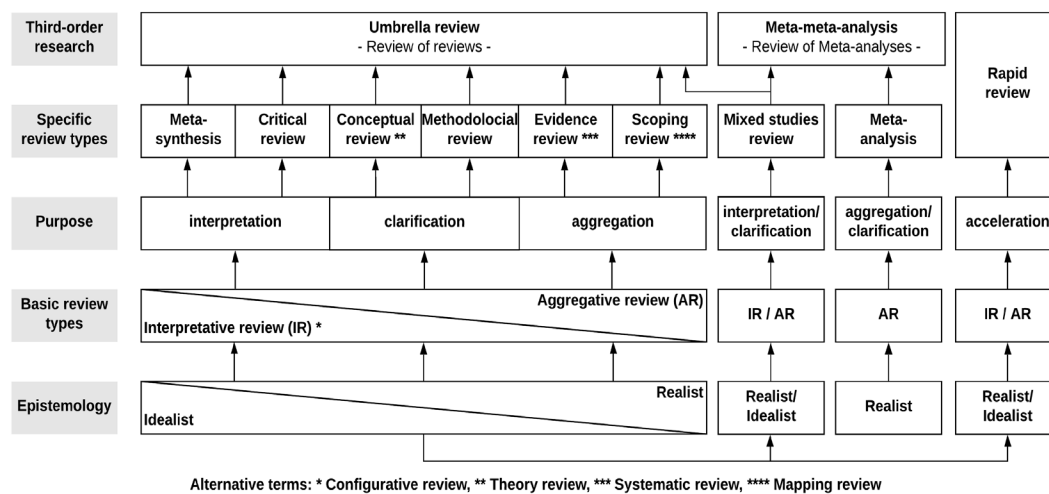 Third-order
research
Umbrella review
- Review of reviews -
Meta-meta-analysis
- Review of Meta-analyses -
Rapid
review
Specific
review types
Meta-
synthesis
Critical
review
Conceptual
review **
Methodolocial
review
Evidence
review ***
Scoping
review ****
Mixed studies
review
Meta-
analysis
Purpose
interpretation
clarification
aggregation
interpretation/
clarification
aggregation/
clarification
acceleration
Basic review
types
Aggregative review (AR)
Interpretative review (IR) *
IR / AR
AR
IR / AR
Epistemology
Realist
Idealist
Realist/
Idealist
Realist
Realist/
Idealist
Alternative terms: * Configurative review, ** Theory review, *** Systematic review, **** Mapping review